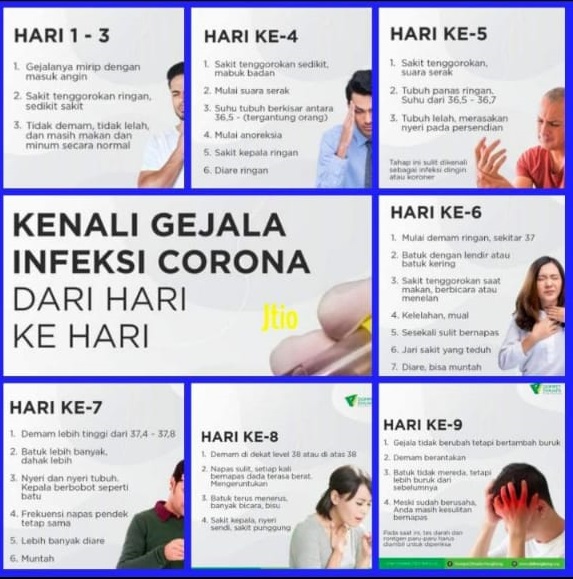 HARI 1 - 3
1. Gejalanya mirip dengan
masuk angin
2. Sakit tenggorokan ringan,
sedikit sakit
3. Tidak demam, tidak lelah,
dan masih makan dan
minum secara normal
HARI KE-4
1. Sakit tenggorokan sedikit,
mabuk badan
2. Mulai suara serak
3. Suhu tubuh berkisar antara
36,5 - (tergantung orang)
4. Mulai anoreksia
5. Sakit kepala ringan
6. Diare ringan
HARI KE-5
1. Sakit tenggorokan,
suara serak
2. Tubuh panas ringan,
Suhu dari 36,5 - 36,7
3. Tubuh lelah, merasakan
nyeri pada persendian
Tahap ini sulit dikenali
sebagai infeksi dingin
atau koroner
KENALI GEJALA
INFEKSI CORONA
DARI HARI
KE HARI
Jtio
HARI KE-6
1. Mulai demam ringan, sekitar 37
2. Batuk dengan lendir atau
batuk kering
3. Sakit tenggorokan saat
makan, berbicara atau
menelan
4. Kelelahan, mual
5. Sesekali sulit bernapas
6. Jari sakit yang teduh
7. Diare, bisa muntah
HARI KE-7
1. Demam lebih tinggi dari 37,4 - 37,8
2. Batuk lebih banyak,
dahak lebih
3. Nyeri dan nyeri tubuh.
Kepala berbobot seperti
batu
4. Frekuensi napas pendek
tetap sama
5. Lebih banyak diare
6. Muntah
HARI KE-8
1. Demam di dekat level 38 atau di atas 38
2. Napas sulit, setiap kali
bernapas dada terasa berat.
Mengeruntukan
3. Batuk terus menerus,
banyak bicara, bisu
4. Sakit kepala, nyeri
sendi, sakit punggung
HARI KE-9
1. Gejala tidak berubah tetapi bertambah buruk
2. Demam berantakan
3. Batuk tidak mereda, tetapi
lebih buruk dari
sebelumnya
4. Meski sudah berusaha,
Anda masih kesulitan
bernapas
Pada saat ini, tes darah dan
rontgen paru-paru harus
diambil untuk diperiksa